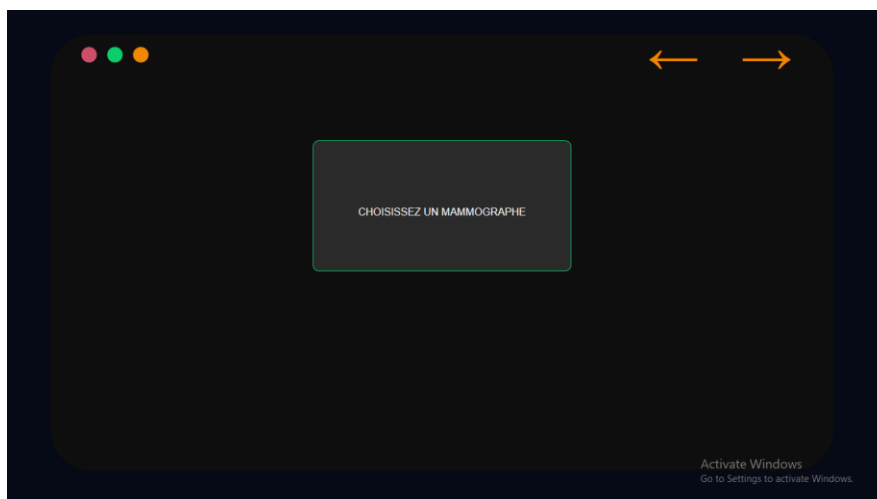 CHOISISSEZ UN MAMMOGRAPHE
Activate Windows
Go to Settings to activate Windows.